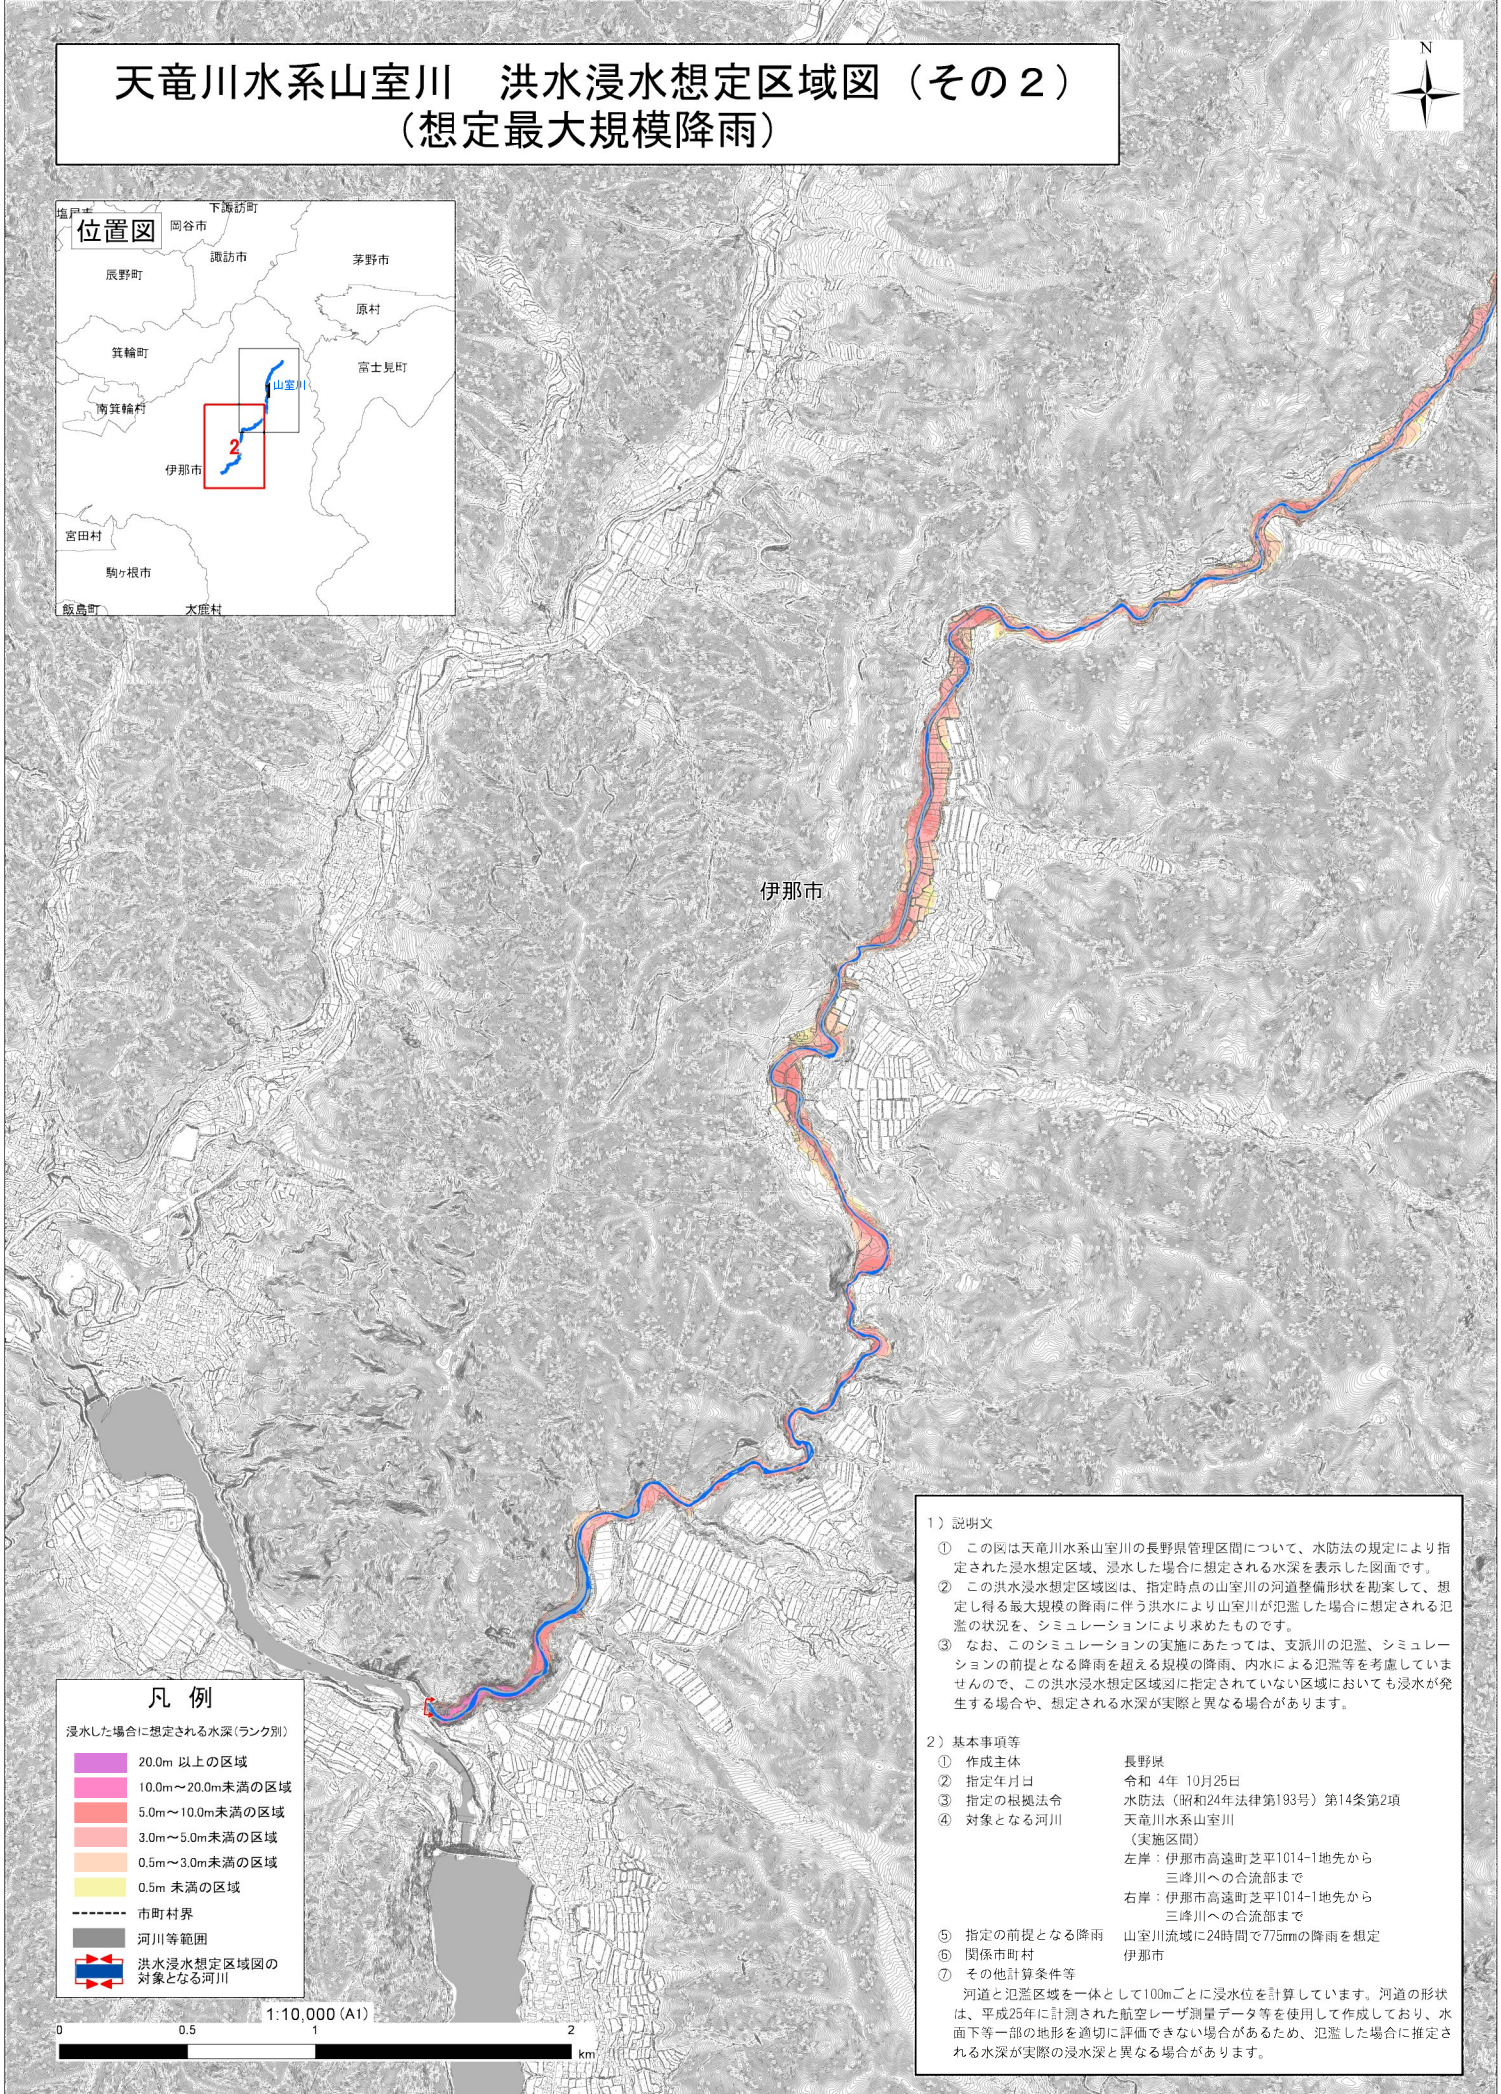 天竜川水系山室川　洪水浸水想定区域図（その２）
（想定最大規模降雨）
N
位置図
下諏訪町
岡谷市
諏訪市
茅野市
辰野町
原村
箕輪町
富士見町
山室川
1
南箕輪村
2
伊那市
宮田村
駒ヶ根市
飯島町
大鹿村
伊那市
凡 例
浸水した場合に想定される水深(ランク別)
20.0m 以上の区域
10.0m～20.0m未満の区域
5.0m～10.0m未満の区域
3.0m～5.0m未満の区域
0.5m～3.0m未満の区域
0.5m 未満の区域
市町村界
河川等範囲
洪水浸水想定区域図の
対象となる河川
1:10,000 (A1)
0 0.5 1 2
km
１）説明文
① この図は天竜川水系山室川の長野県管理区間について、水防法の規定により指
定された浸水想定区域、浸水した場合に想定される水深を表示した図面です。
② この洪水浸水想定区域図は、指定時点の山室川の河道整備形状を勘案して、想
定し得る最大規模の降雨に伴う洪水により山室川が氾濫した場合に想定される氾
濫の状況を、シミュレーションにより求めたものです。
③ なお、このシミュレーションの実施にあたっては、支派川の氾濫、シミュレー
ションの前提となる降雨を超える規模の降雨、内水による氾濫等を考慮していま
せんので、この洪水浸水想定区域図に指定されていない区域においても浸水が発
生する場合や、想定される水深が実際と異なる場合があります。
２）基本事項等
① 作成主体 長野県
② 指定年月日 令和 4年 10月25日
③ 指定の根拠法令 水防法（昭和24年法律第193号）第14条第2項
④ 対象となる河川 天竜川水系山室川
（実施区間）
左岸：伊那市高遠町芝平1014-1地先から
三峰川への合流部まで
右岸：伊那市高遠町芝平1014-1地先から
三峰川への合流部まで
⑤ 指定の前提となる降雨 山室川流域に24時間で775mmの降雨を想定
⑥ 関係市町村 伊那市
⑦ その他計算条件等
河道と氾濫区域を一体として100mごとに浸水位を計算しています。河道の形状
は、平成25年に計測された航空レーザ測量データ等を使用して作成しており、水
面下等一部の地形を適切に評価できない場合があるため、氾濫した場合に推定さ
れる水深が実際の浸水深と異なる場合があります。